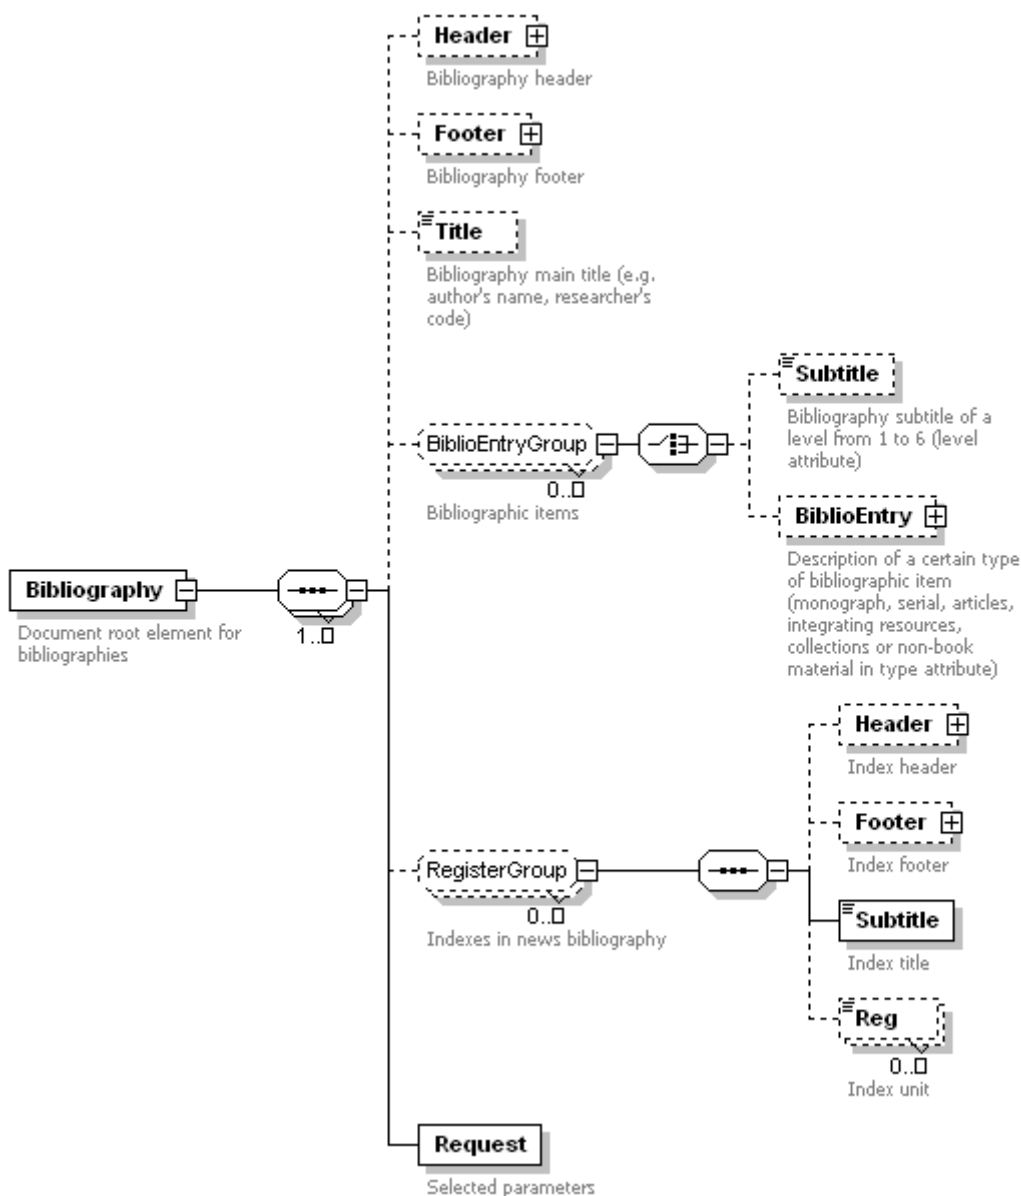 Header
Bibliography header
Footer
Bibliography footer
Title
Bibliography main title (e.g.
author's name, researcher's
code)
BiblioEntryGroup
0..
Bibliographic items
Subtitle
Bibliography subtitle of a
level from 1 to 6 (level
attribute)
BiblioEntry
Description of a certain type
of bibliographic item
(monograph, serial, articles,
integrating resources,
collections or non-book
material in type attribute)
Bibliography
Document root element for
bibliographies
1..
RegisterGroup
0..
Indexes in news bibliography
Header
Index header
Footer
Index footer
Subtitle
Index title
Reg
0..
Index unit
Request
Selected parameters